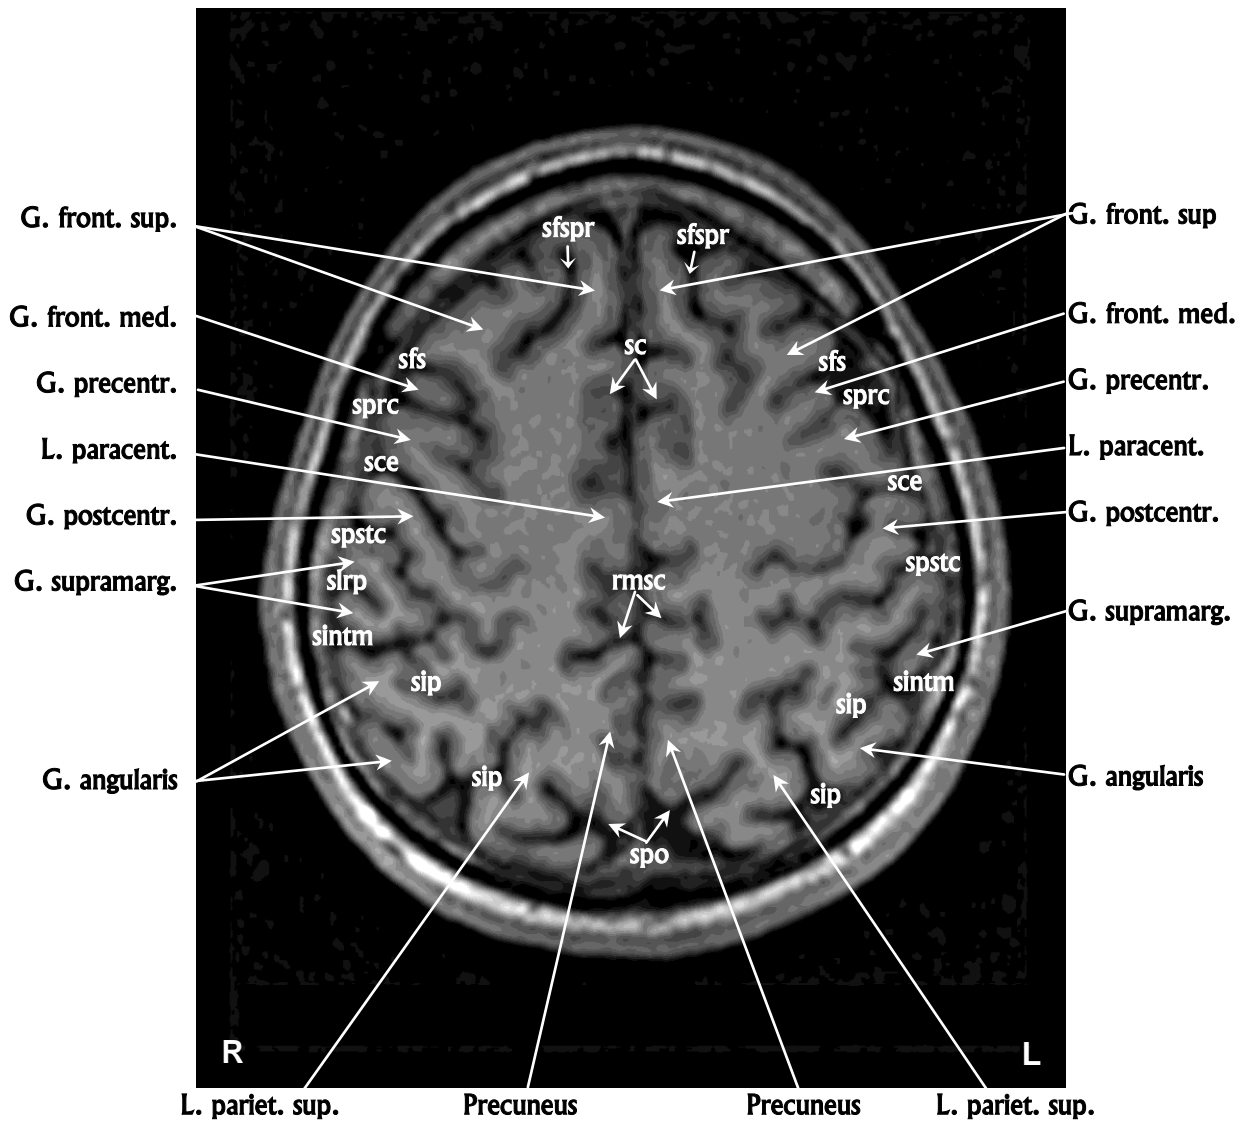 G. front. sup.
G. front. med.
G. precentr.
L. paracent.
G. postcentr.
G. supramarg.
G. angularis
sfspr
sfspr
sc
sfs
sfs
sprc
sprc
sce
sce
spstc
spstc
slrp
rmsc
sintm
sintm
sip
sip
sip
sip
spo
R
L
G. front. sup
G. front. med.
G. precentr.
L. paracent.
G. postcentr.
G. supramarg.
G. angularis
L. pariet. sup.
Precuneus
Precuneus
L. pariet. sup.